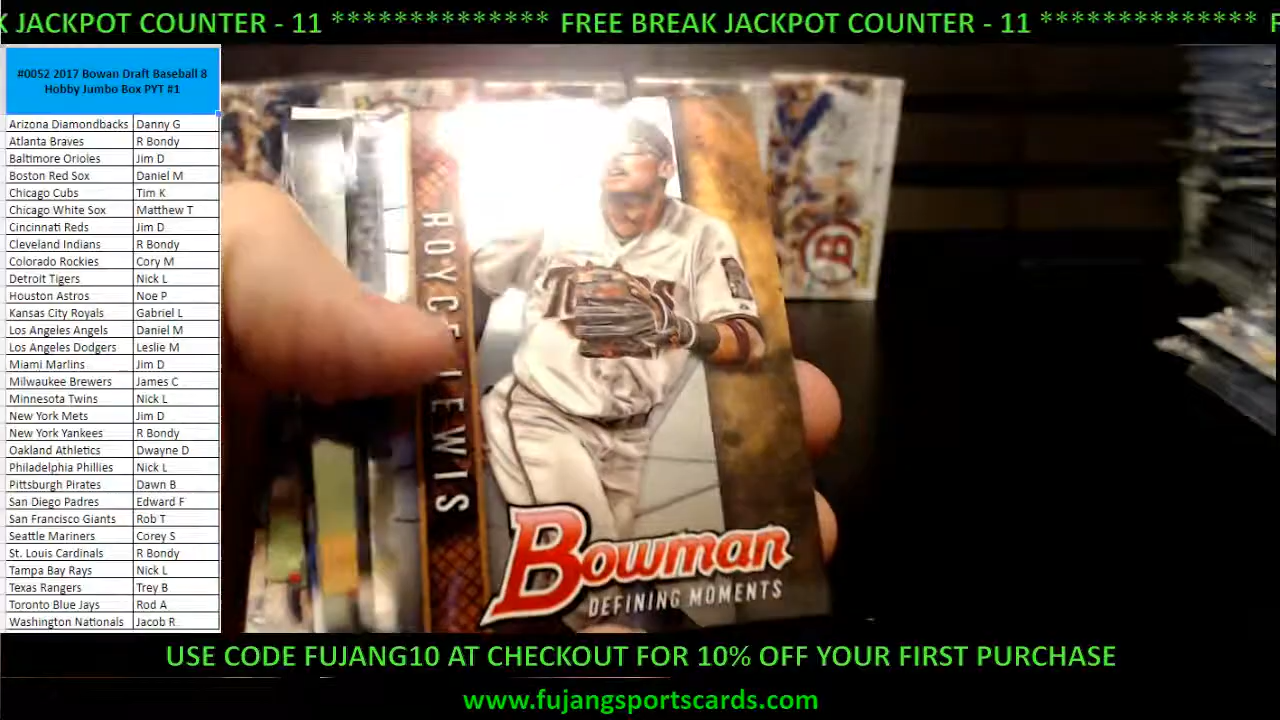 K JACKPOT COUNTER - 11 ************** FREE BREAK JACKPOT COUNTER - 11 ************** F
#0052 2017 Bowan Draft Baseball 8
Hobby Jumbo Box PYT #1
Arizona Diamondbacks Danny G
Atlanta Braves R Bondy
Baltimore Orioles Jim D
Boston Red Sox Daniel M
Chicago Cubs Tim K
Chicago White Sox Matthew T
Cincinnati Reds Jim D
Cleveland Indians R Bondy
Colorado Rockies Cory M
Detroit Tigers Nick L
Houston Astros Noe P
Kansas City Royals Gabriel L
Los Angeles Angels Daniel M
Los Angeles Dodgers Leslie M
Miami Marlins Jim D
Milwaukee Brewers James C
Minnesota Twins Nick L
New York Mets Jim D
New York Yankees R Bondy
Oakland Athletics Dwayne D
Philadelphia Phillies Nick L
Pittsburgh Pirates Dawn B
San Diego Padres Edward F
San Francisco Giants Rob T
Seattle Mariners Corey S
St. Louis Cardinals R Bondy
Tampa Bay Rays Nick L
Texas Rangers Trey B
Toronto Blue Jays Rod A
Washington Nationals Jacob R
ROYCE LEWIS
Bowman
DEFINING MOMENTS
B
USE CODE FUJANG10 AT CHECKOUT FOR 10% OFF YOUR FIRST PURCHASE
www.fujangsportscards.com